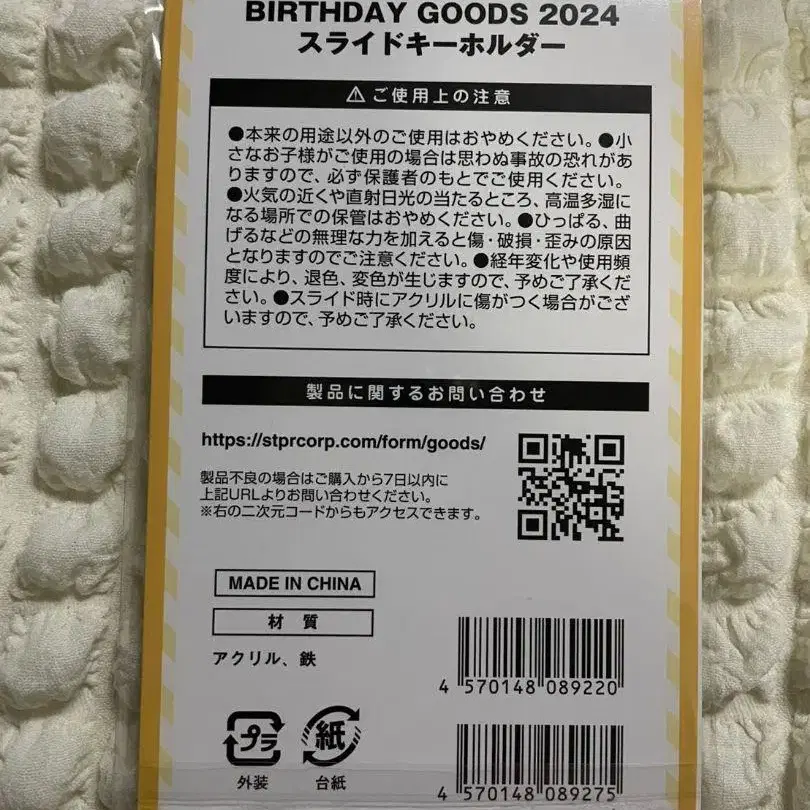 BIRTHDAY GOODS 2024
スライドキーホルダー
⚠ご使用上の注意
●本来の用途以外のご使用はおやめください。●小
さなお子様がご使用の場合は思わぬ事故の恐れがあ
りますので、必ず保護者のもとでご使用ください。
●火気の近くや直射日光の当たるところ、高温多湿に
なる場所での保管はおやめください。●ひっぱる、曲
げるなどの無理な力を加えると傷・破損・歪みの原因
となりますのでご注意ください。●経年変化や使用頻
度により、退色、変色が生じますので、予めご了承くだ
さい。●スライド時にアクリルに傷がつく場合がござ
いますので、予めご了承ください。
製品に関するお問い合わせ
https://stprcorp.com/form/goods/
製品不良の場合はご購入から7日以内に
上記URLよりお問い合わせください。
※右の二次元コードからもアクセスできます。
MADE IN CHINA
材質
アクリル、鉄
4 570148 089220
プラ
外装
紙
台紙
4 570148 089275